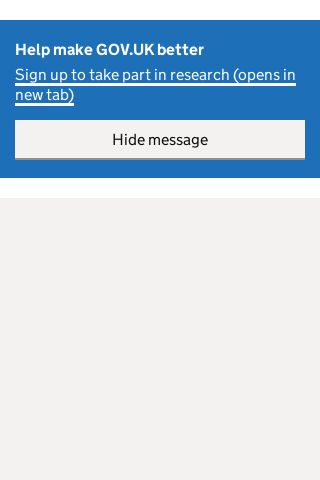 Help make GOV.UK better
Sign up to take part in research (opens in
new tab)
Hide message